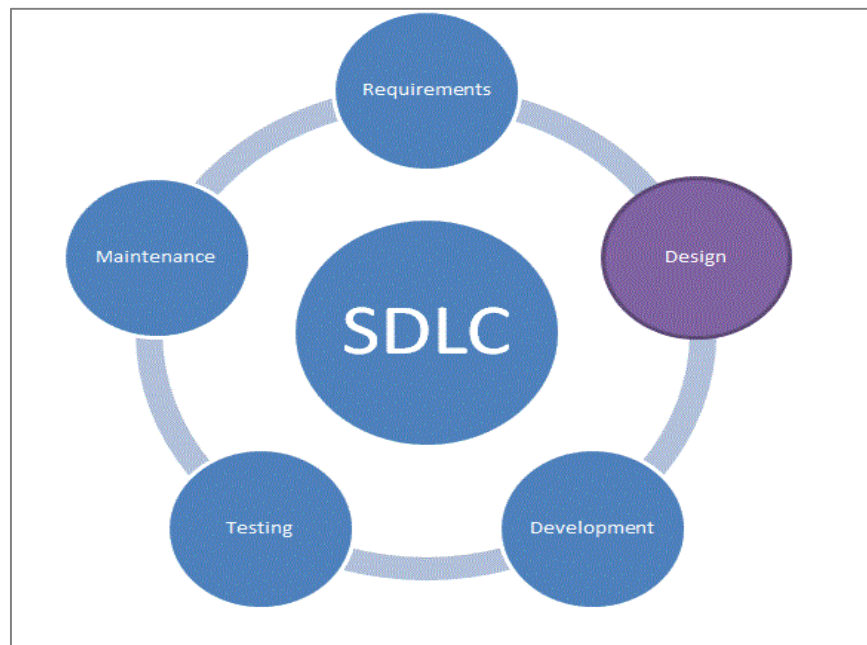 Requirements
Design
Maintenance
SDLC
Testing
Development